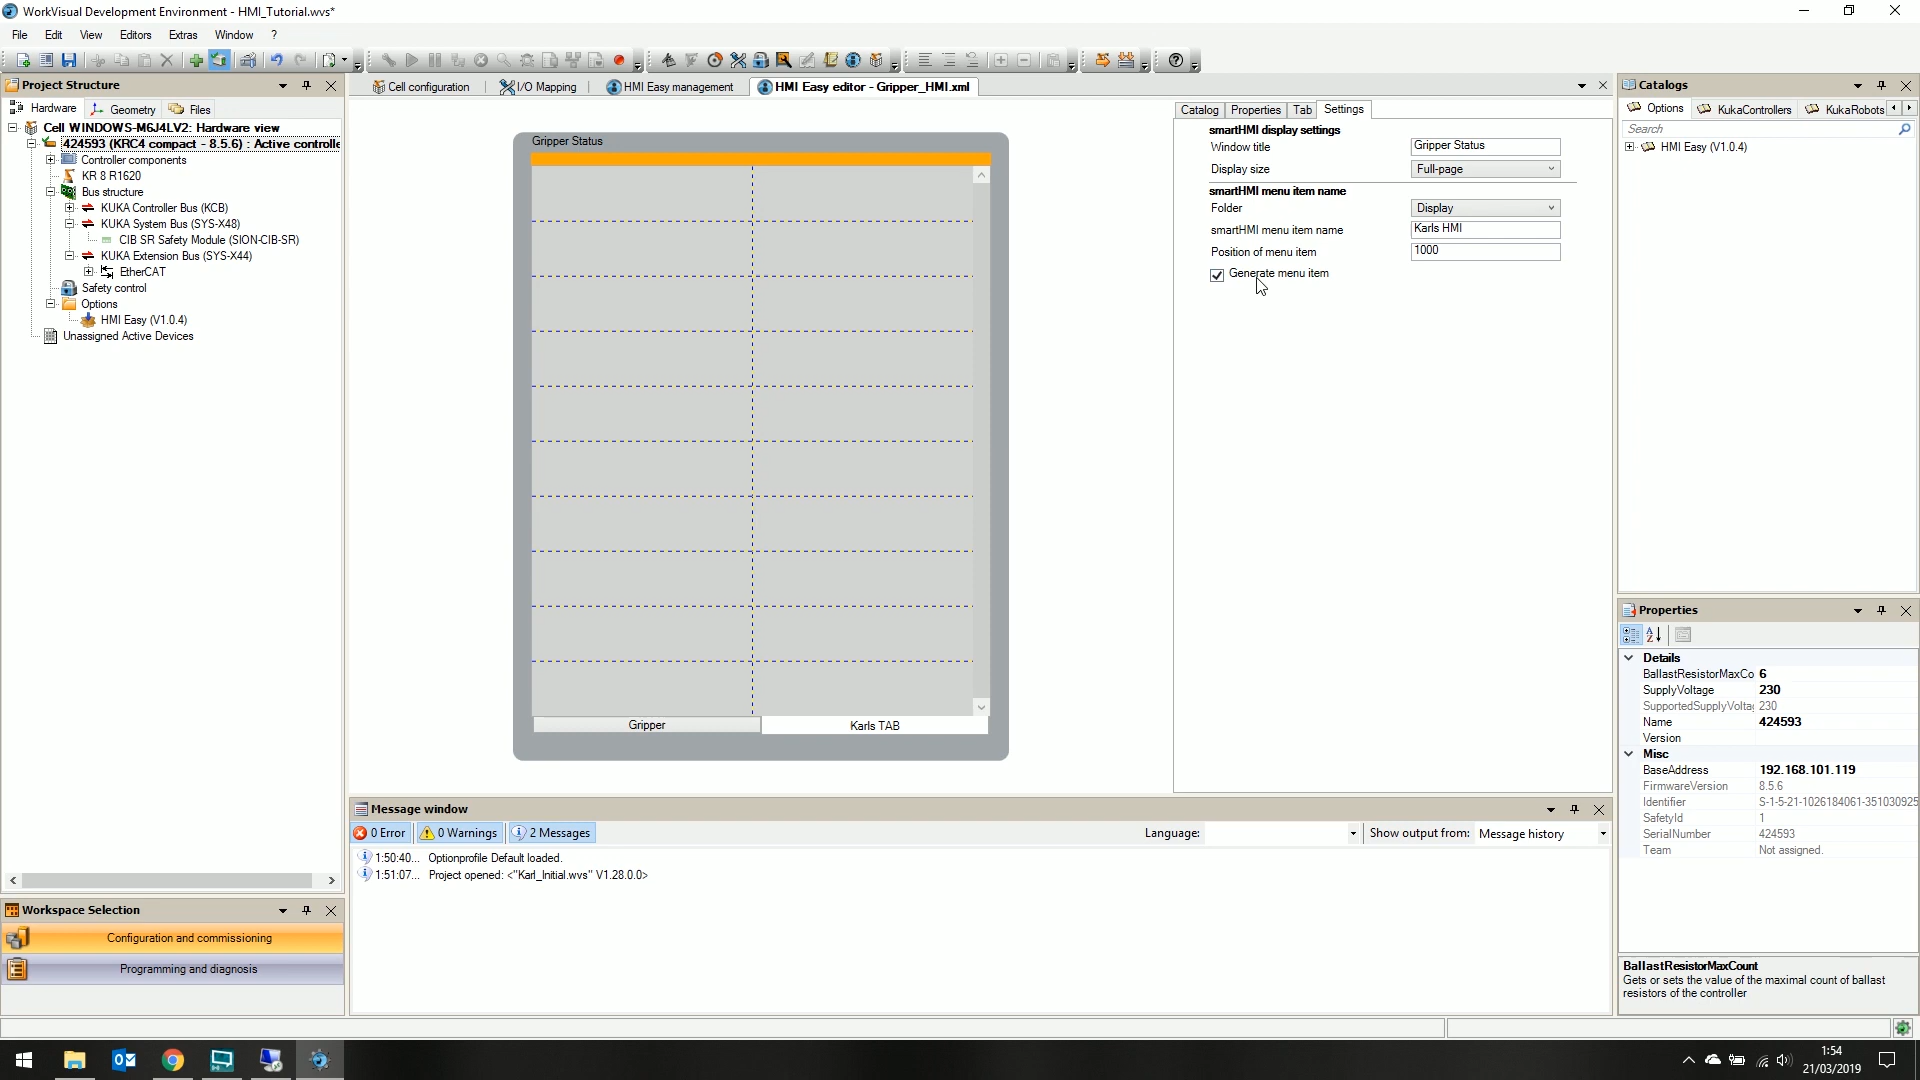 WorkVisual Development Environment - HMI_Tutorial.wvs*
File Edit View Editors Extras Window ?
Project Structure
Hardware Geometry Files
Cell WINDOWS-M6J4LV2: Hardware view
424593 (KRC4 compact - 8.5.6) : Active controlle
Controller components
KR 8 R1620
Bus structure
KUKA Controller Bus (KCB)
KUKA System Bus (SYS-X48)
CIB SR Safety Module (SION-CIB-SR)
KUKA Extension Bus (SYS-X44)
EtherCAT
Safety control
Options
HMI Easy (V1.0.4)
Unassigned Active Devices
Workspace Selection
Configuration and commissioning
Programming and diagnosis
Cell configuration I/O Mapping HMI Easy management HMI Easy editor - Gripper_HMI.xml
Gripper Status
Gripper Karls TAB
Catalog Properties Tab Settings
smartHMI display settings
Window title Gripper Status
Display size Full-page
smartHMI menu item name
Folder Display
smartHMI menu item name Karls HMI
Position of menu item 1000
Generate menu item
Message window
0 Error 0 Warnings 2 Messages Language: Show output from: Message history
1:50:40... Optionprofile Default loaded.
1:51:07... Project opened: <"Karl_Initial.wvs" V1.28.0.0>
Catalogs
Options KukaControllers KukaRobots
Search
HMI Easy (V1.0.4)
Properties
Details
BallastResistorMaxCo 6
SupplyVoltage 230
SupportedSupplyVoltag 230
Name 424593
Version
Misc
BaseAddress 192.168.101.119
FirmwareVersion 8.5.6
Identifier S-1-5-21-1026184061-351030925
SafetyId 1
SerialNumber 424593
Team Not assigned.
BallastResistorMaxCount
Gets or sets the value of the maximal count of ballast
resistors of the controller
1:54
21/03/2019